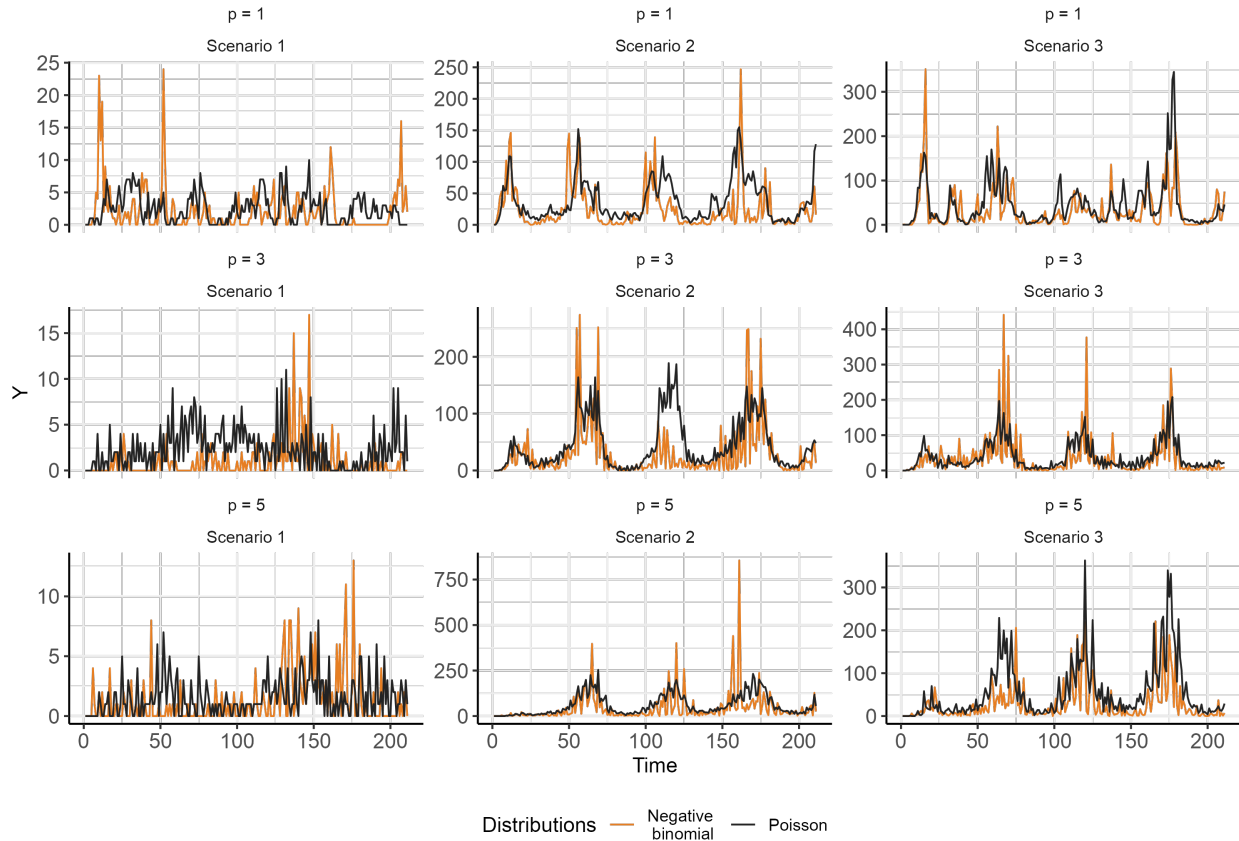 p = 1
p = 1
p = 1
Scenario 1
Scenario 2
Scenario 3
25
20
15
10
5
0
250
200
150
100
50
0
300
200
100
0
p = 3
p = 3
p = 3
Scenario 1
Scenario 2
Scenario 3
15
10
5
0
200
100
0
400
300
200
100
0
Y
p = 5
p = 5
p = 5
Scenario 1
Scenario 2
Scenario 3
10
5
0
750
500
250
0
300
200
100
0
0 50 100 150 200
0 50 100 150 200
0 50 100 150 200
Time
Distributions
Negative
binomial
Poisson